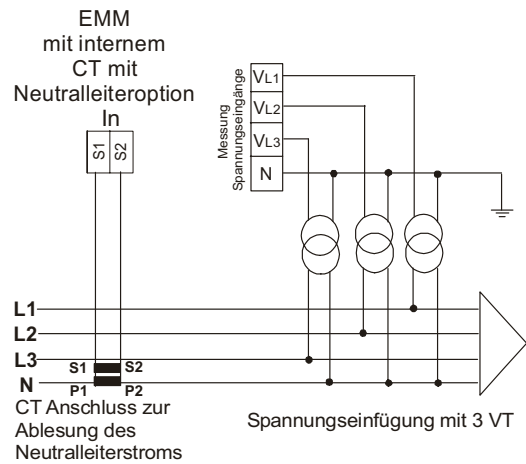 EMM
mit internem
CT mit
Neutralleiteroption
In
S1 S2
Messung
Spannungseingänge
VL1
VL2
VL3
N
L1
L2
L3
N
S1 S2
P1 P2
CT Anschluss zur
Ablesung des
Neutralleiterstroms
Spannungseinfügung mit 3 VT